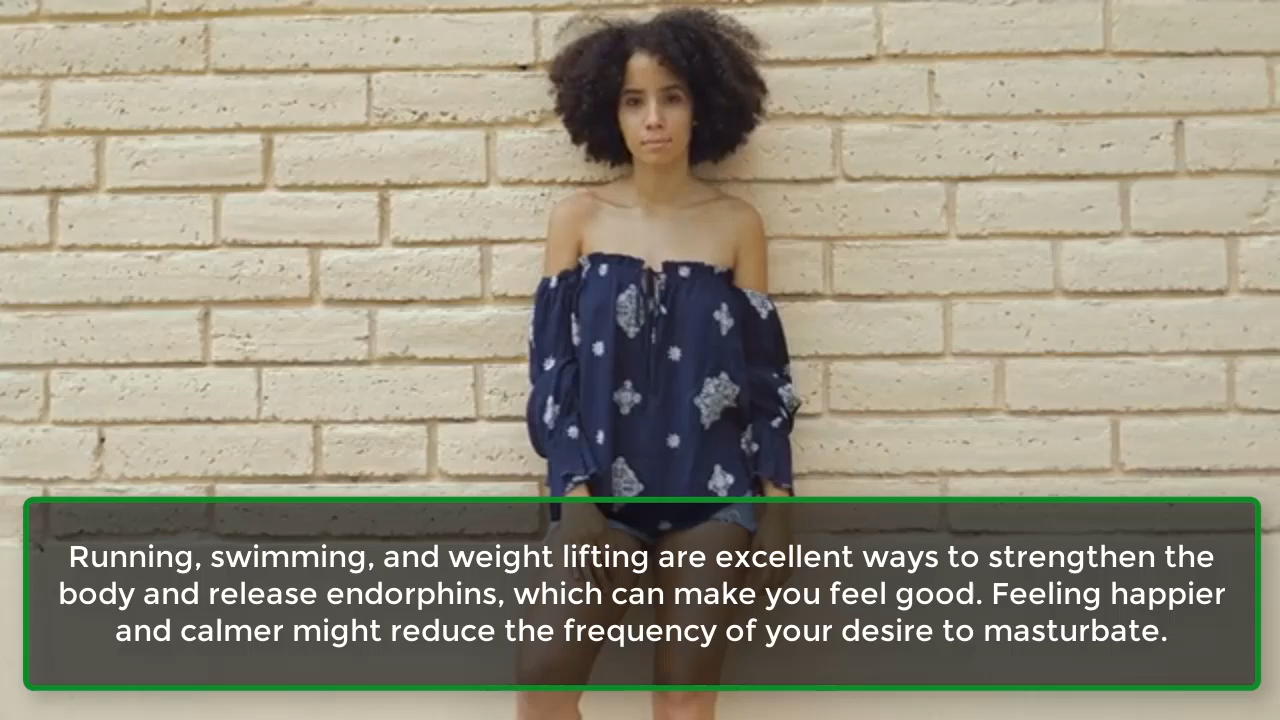 Running, swimming, and weight lifting are excellent ways to strengthen the
body and release endorphins, which can make you feel good. Feeling happier
and calmer might reduce the frequency of your desire to masturbate.